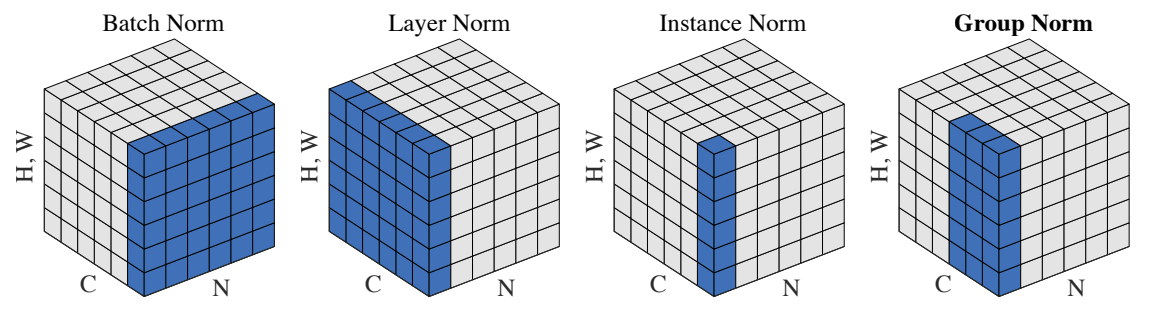 Batch Norm
Layer Norm
Instance Norm
Group Norm
H, W
C
N
H, W
C
N
H, W
C
N
H, W
C
N